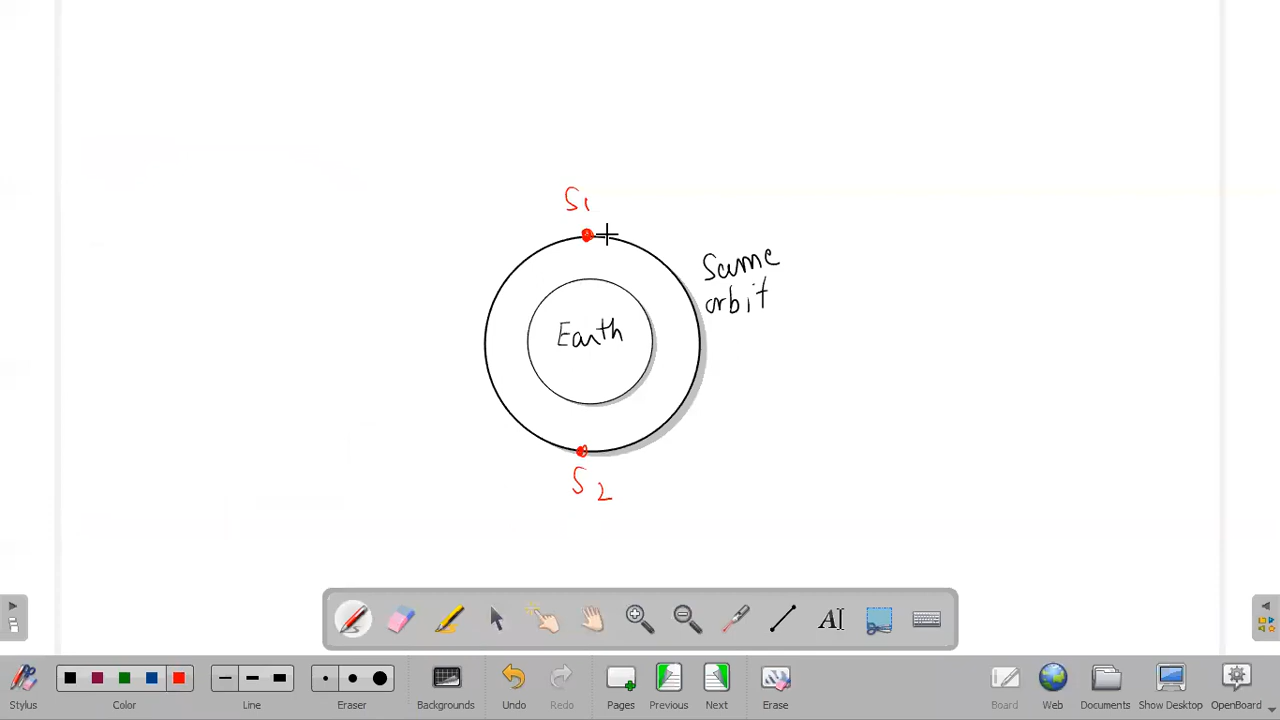 S1
Same
orbit
Earth
S2
Stylus
Color
Line
Eraser
Backgrounds
Undo
Redo
Pages
Previous
Next
Erase
Board
Web
Documents
Show Desktop
OpenBoard
AI